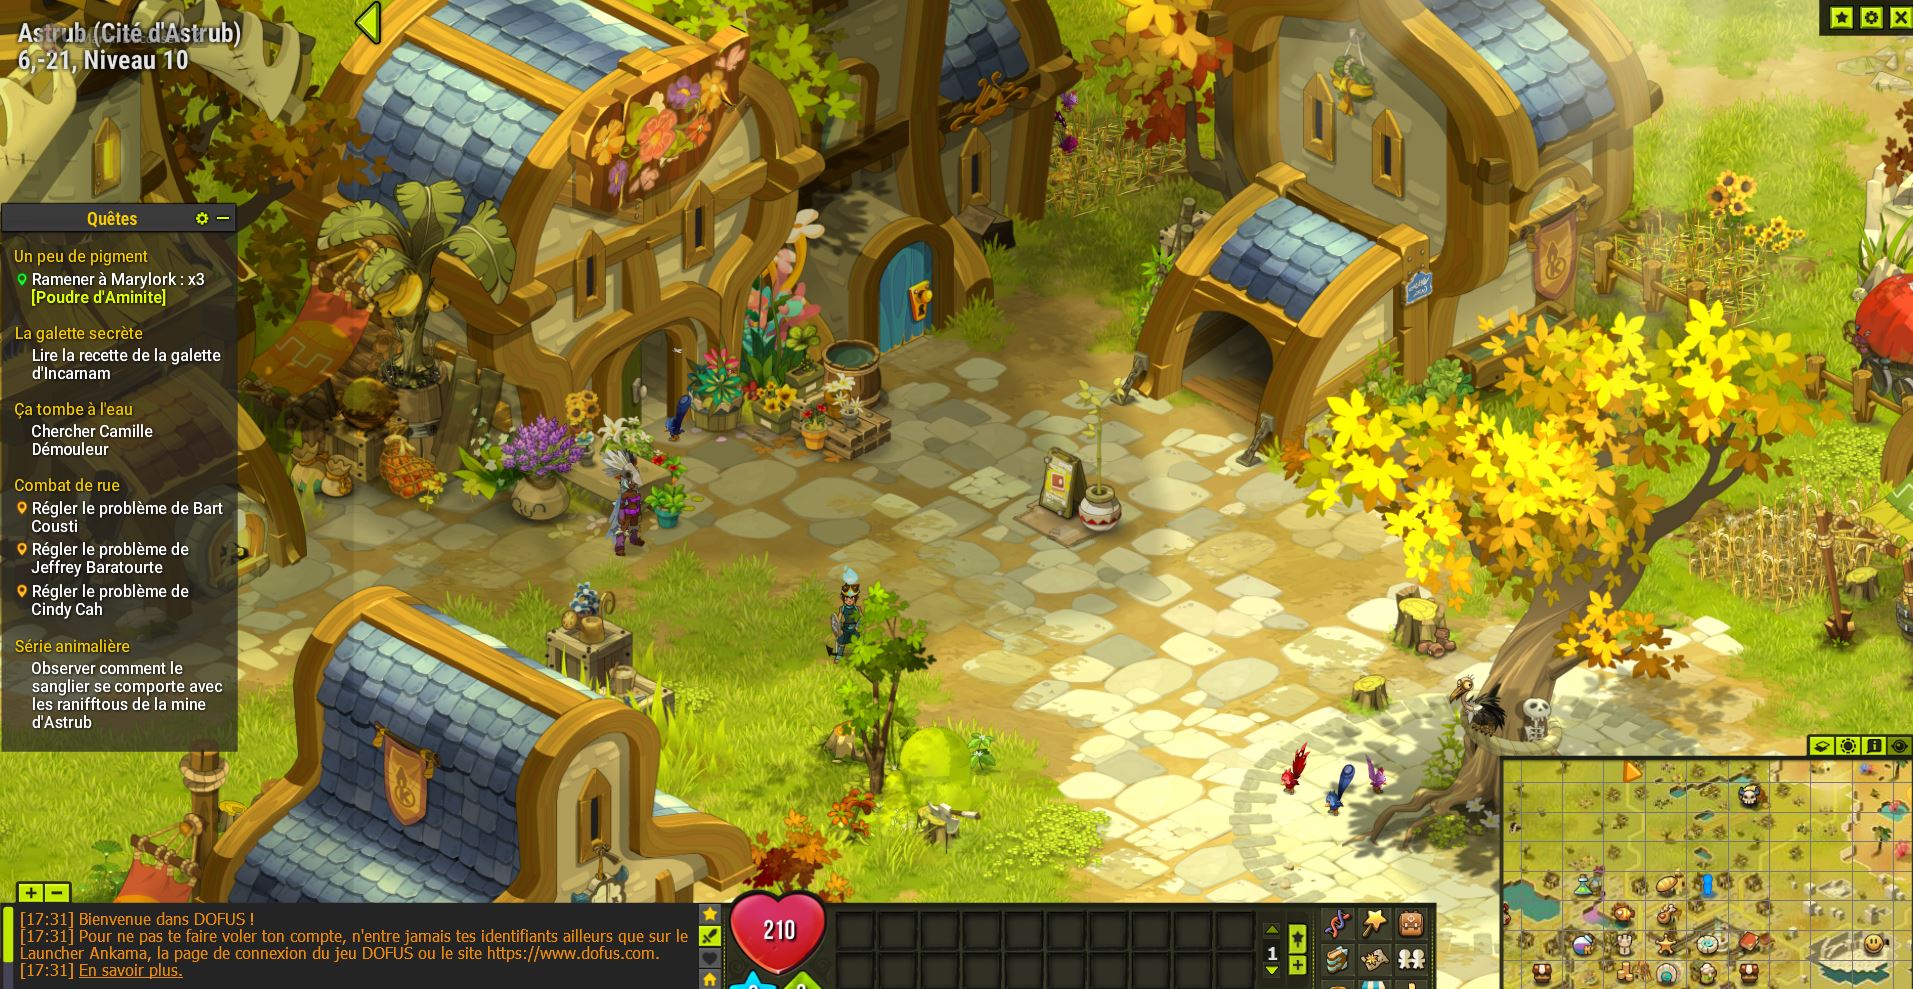 Astrub (Cité d'Astrub)
6,-21, Niveau 10
Quêtes
Un peu de pigment
Ramener à Marylork : x3
[Poudre d'Aminite]
La galette secrète
Lire la recette de la galette
d'Incarnam
Ça tombe à l'eau
Chercher Camille
Démouleur
Combat de rue
Régler le problème de Bart
Cousti
Régler le problème de
Jeffrey Baratourte
Régler le problème de
Cindy Cah
Série animalière
Observer comment le
sanglier se comporte avec
les ranifftous de la mine
d'Astrub
[17:31] Bienvenue dans DOFUS !
[17:31] Pour ne pas te faire voler ton compte, n'entre jamais tes identifiants ailleurs que sur le
Launcher Ankama, la page de connexion du jeu DOFUS ou le site https://www.dofus.com.
[17:31] En savoir plus.
210
1